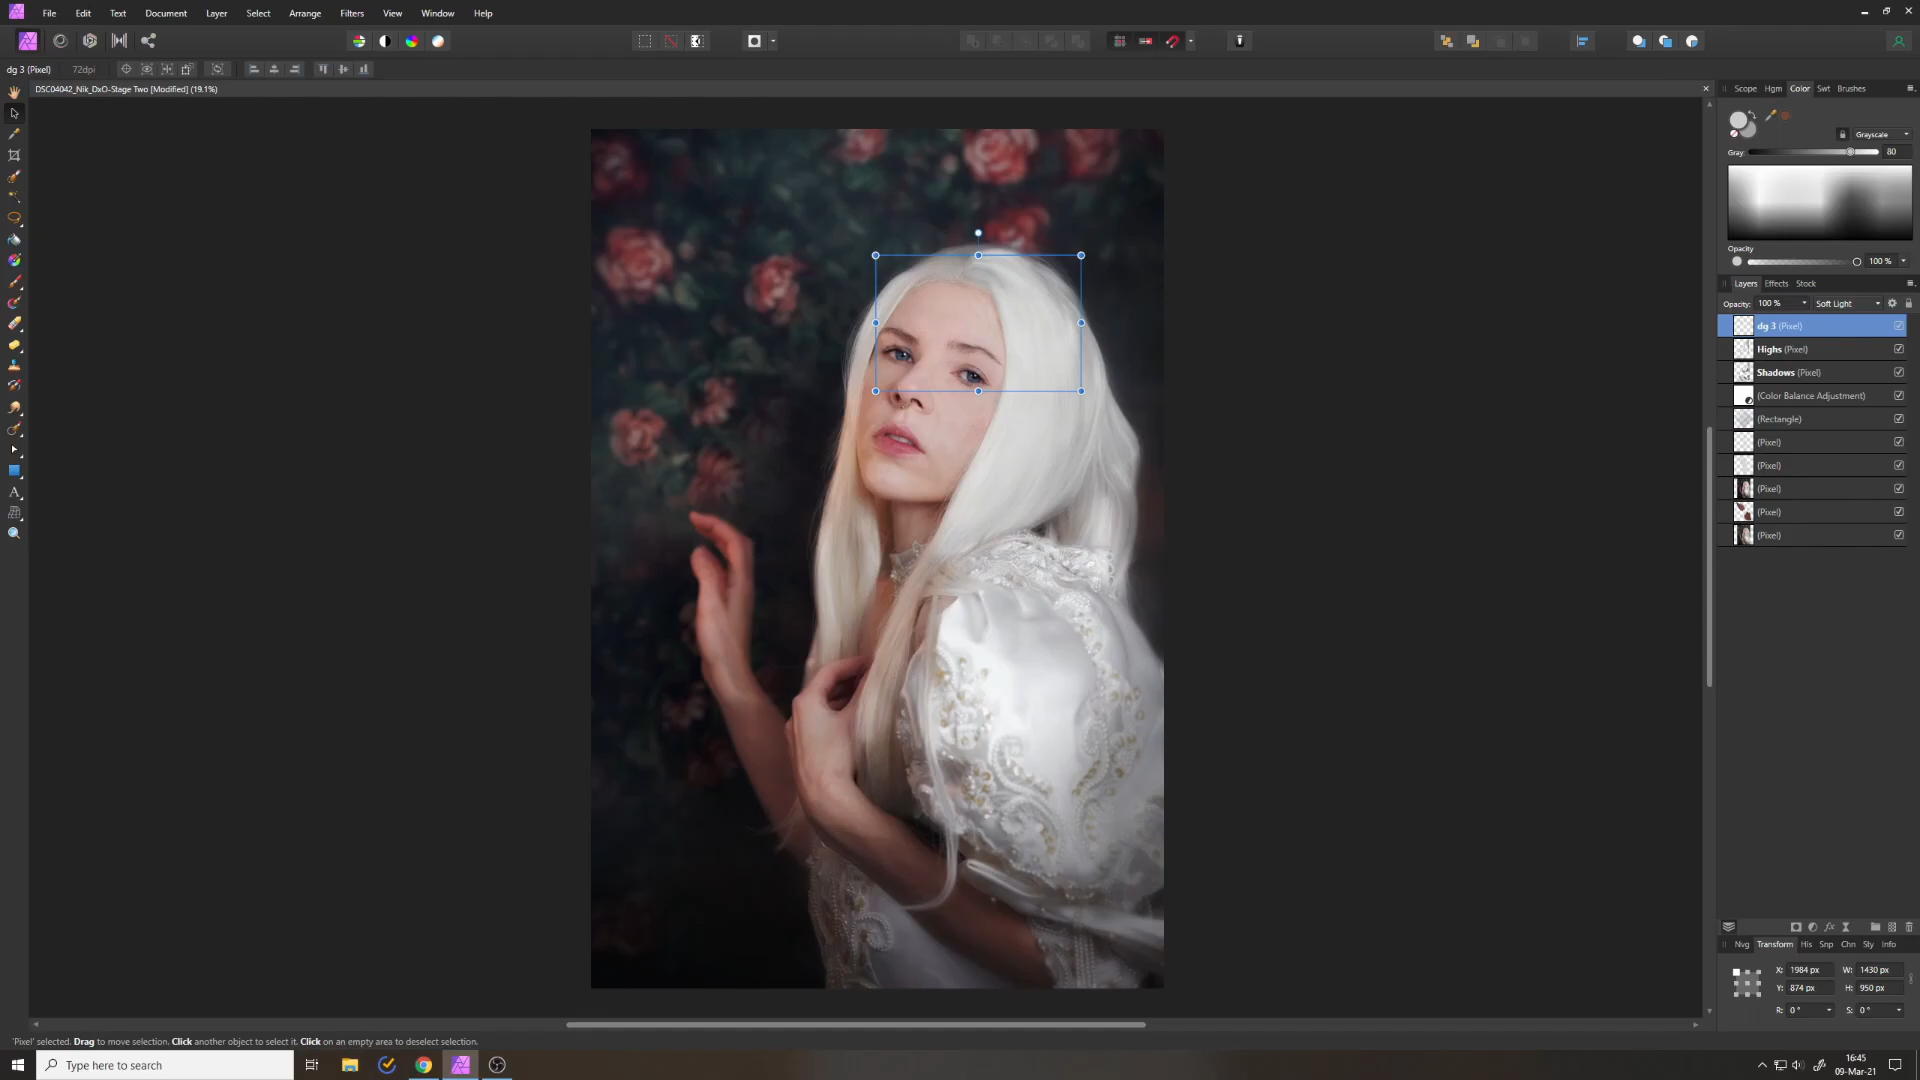 File Edit Text Document Layer Select Arrange Filters View Window Help
dg 3 (Pixel) 72dpi
DSC04042_Nik_DxO-Stage Two [Modified] (19.1%)
Scope Hgm Color Swt Brushes
Grayscale
Gray: 80
Opacity
100 %
Layers Effects Stock
Opacity: 100 % Soft Light
dg 3 (Pixel)
Highs (Pixel)
Shadows (Pixel)
(Color Balance Adjustment)
(Rectangle)
(Pixel)
(Pixel)
(Pixel)
(Pixel)
(Pixel)
Nvg Transform His Snp Chn Sty Info
X: 1984 px W: 1430 px
Y: 874 px H: 950 px
R: 0 ° S: 0 °
'Pixel' selected. Drag to move selection. Click another object to select it. Click on an empty area to deselect selection.
Type here to search
16:45
09-Mar-21